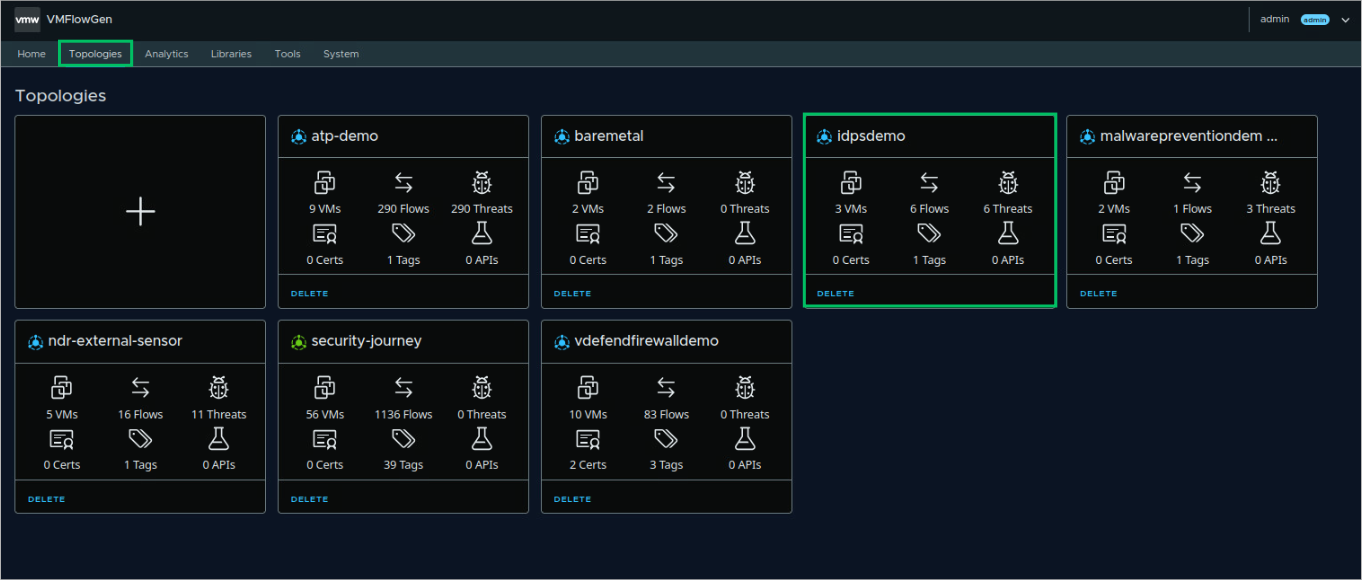 vmw VMFlowGen admin admin
Home Topologies Analytics Libraries Tools System
Topologies
atp-demo
9 VMs 290 Flows 290 Threats
0 Certs 1 Tags 0 APIs
DELETE
baremetal
2 VMs 2 Flows 0 Threats
0 Certs 1 Tags 0 APIs
DELETE
idpsdemo
3 VMs 6 Flows 6 Threats
0 Certs 1 Tags 0 APIs
DELETE
malwarepreventiondem ...
2 VMs 1 Flows 3 Threats
0 Certs 1 Tags 0 APIs
DELETE
ndr-external-sensor
5 VMs 16 Flows 11 Threats
0 Certs 1 Tags 0 APIs
DELETE
security-journey
56 VMs 1136 Flows 0 Threats
0 Certs 39 Tags 0 APIs
DELETE
vdefendfirewalldemo
10 VMs 83 Flows 0 Threats
2 Certs 3 Tags 0 APIs
DELETE